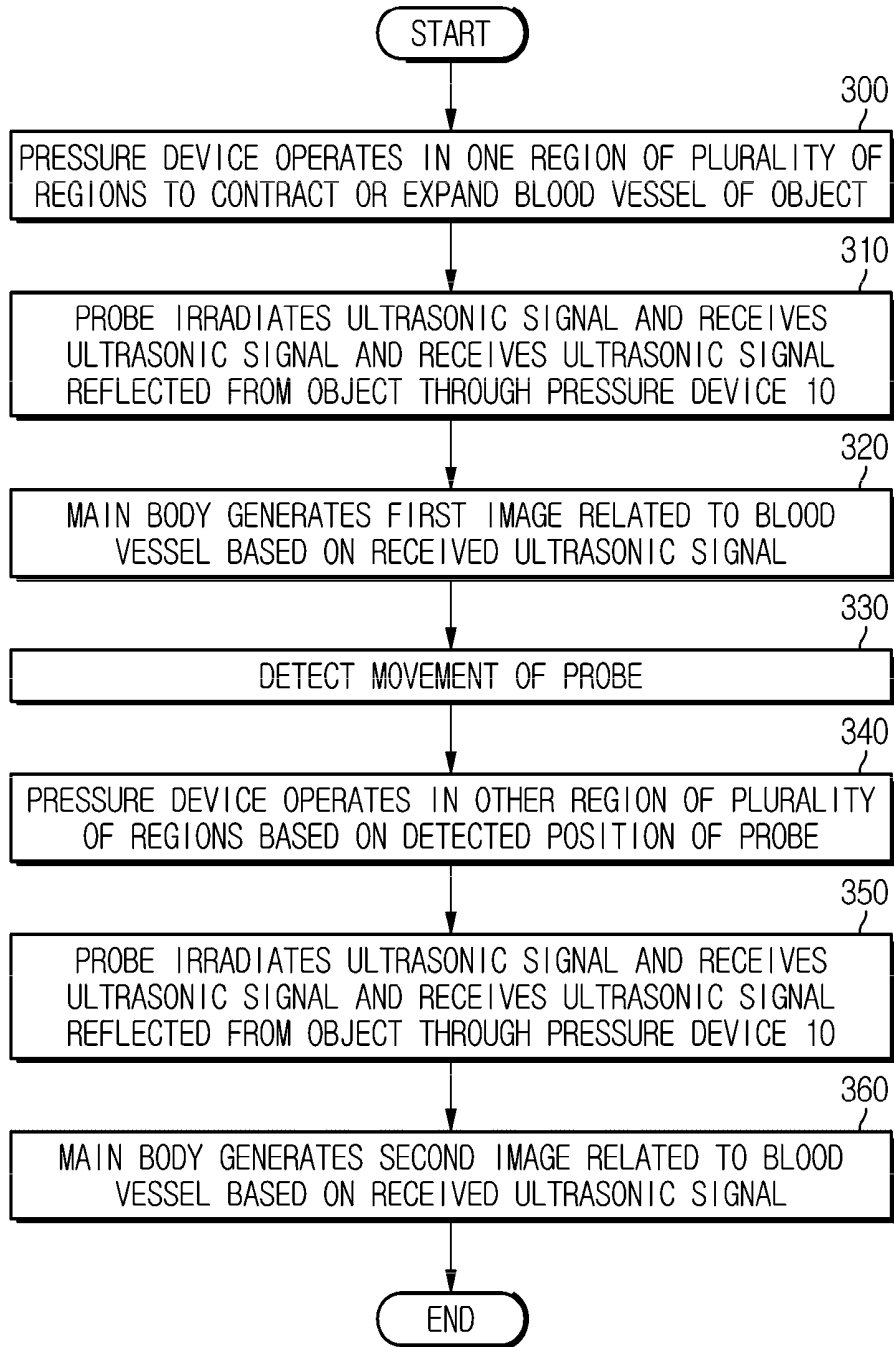 START
300
PRESSURE DEVICE OPERATES IN ONE REGION OF PLURALITY OF
REGIONS TO CONTRACT OR EXPAND BLOOD VESSEL OF OBJECT
310
PROBE IRRADIATES ULTRASONIC SIGNAL AND RECEIVES
ULTRASONIC SIGNAL AND RECEIVES ULTRASONIC SIGNAL
REFLECTED FROM OBJECT THROUGH PRESSURE DEVICE 10
320
MAIN BODY GENERATES FIRST IMAGE RELATED TO BLOOD
VESSEL BASED ON RECEIVED ULTRASONIC SIGNAL
330
DETECT MOVEMENT OF PROBE
340
PRESSURE DEVICE OPERATES IN OTHER REGION OF PLURALITY
OF REGIONS BASED ON DETECTED POSITION OF PROBE
350
PROBE IRRADIATES ULTRASONIC SIGNAL AND RECEIVES
ULTRASONIC SIGNAL AND RECEIVES ULTRASONIC SIGNAL
REFLECTED FROM OBJECT THROUGH PRESSURE DEVICE 10
360
MAIN BODY GENERATES SECOND IMAGE RELATED TO BLOOD
VESSEL BASED ON RECEIVED ULTRASONIC SIGNAL
END